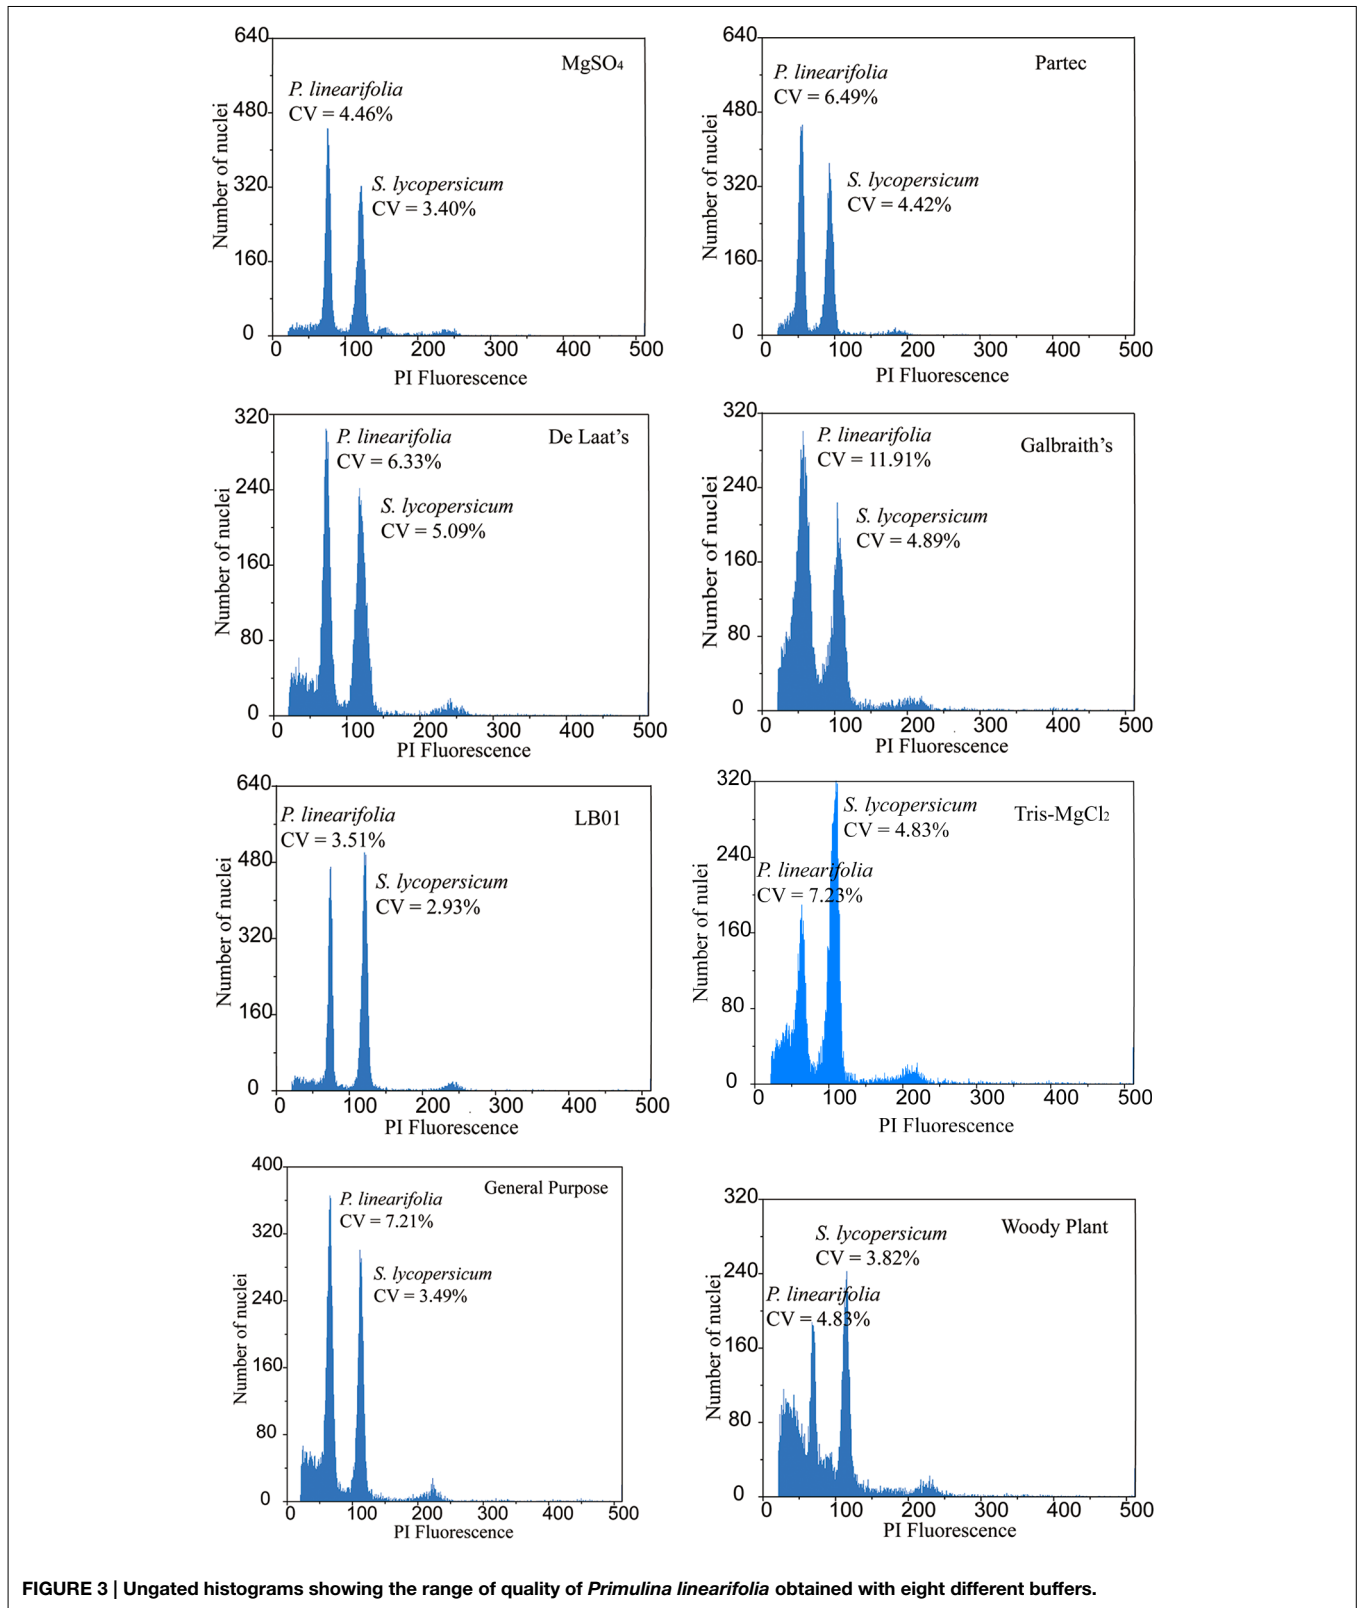 640
480
320
160
0
Number of nuclei
MgSO4
P. linearifolia
CV = 4.46%
S. lycopersicum
CV = 3.40%
0 100 200 300 400 500
PI Fluorescence
640
480
320
160
0
Number of nuclei
Partec
P. linearifolia
CV = 6.49%
S. lycopersicum
CV = 4.42%
0 100 200 300 400 500
PI Fluorescence
320
240
160
80
0
Number of nuclei
De Laat's
P. linearifolia
CV = 6.33%
S. lycopersicum
CV = 5.09%
0 100 200 300 400 500
PI Fluorescence
320
240
160
80
0
Number of nuclei
Galbraith's
P. linearifolia
CV = 11.91%
S. lycopersicum
CV = 4.89%
0 100 200 300 400 500
PI Fluorescence
640
480
320
160
0
Number of nuclei
LB01
P. linearifolia
CV = 3.51%
S. lycopersicum
CV = 2.93%
0 100 200 300 400 500
PI Fluorescence
320
240
160
80
0
Number of nulei
Tris-MgCl2
S. lycopersicum
CV = 4.83%
P. linearifolia
CV = 7.23%
0 100 200 300 400 500
PI Fluorescence
400
320
240
160
80
0
Number of nuclei
General Purpose
P. linearifolia
CV = 7.21%
S. lycopersicum
CV = 3.49%
0 100 200 300 400 500
PI Fluorescence
320
240
160
80
0
Number of nuclei
Woody Plant
S. lycopersicum
CV = 3.82%
P. linearifolia
CV = 4.83%
0 100 200 300 400 500
PI Fluorescence
FIGURE 3 | Ungated histograms showing the range of quality of Primulina linearifolia obtained with eight different buffers.